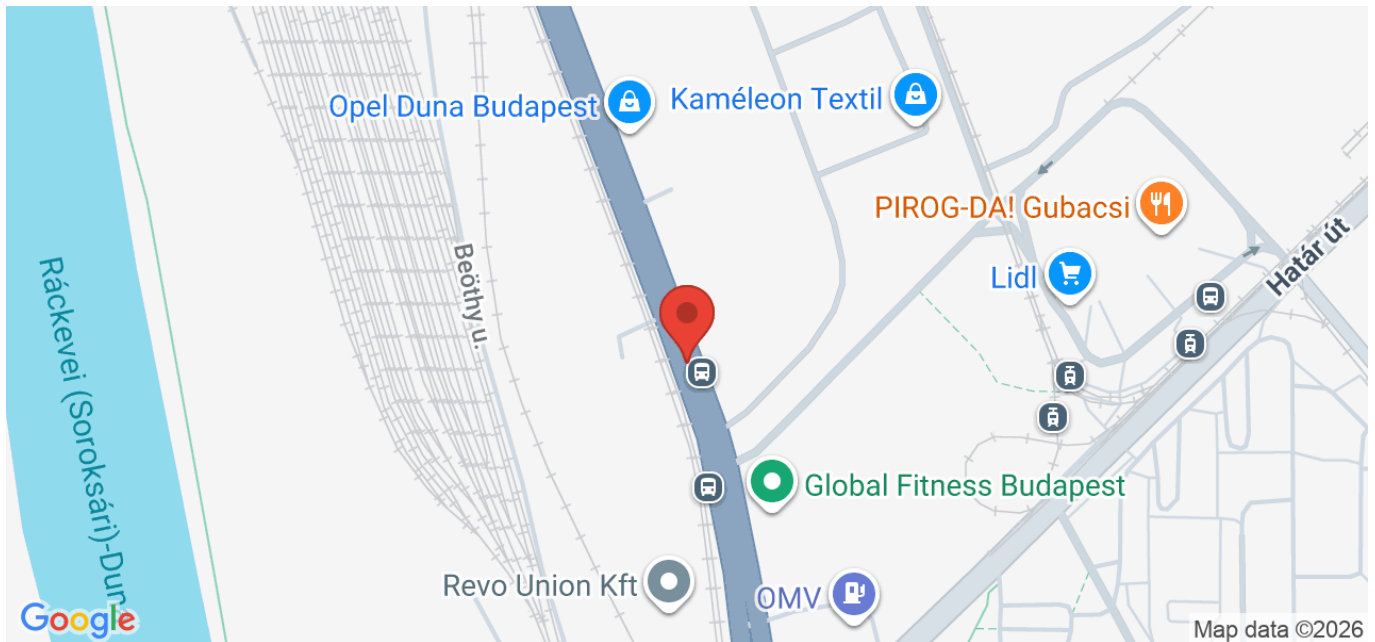 Opel Duna Budapest
Kaméleon Textil
PIROG-DA! Gubacsi
Határ út
Lidl
Beöthy u.
Ráckevei (Soroksári)-Dun
Global Fitness Budapest
Revo Union Kft
OMV
Google
Map data ©2026